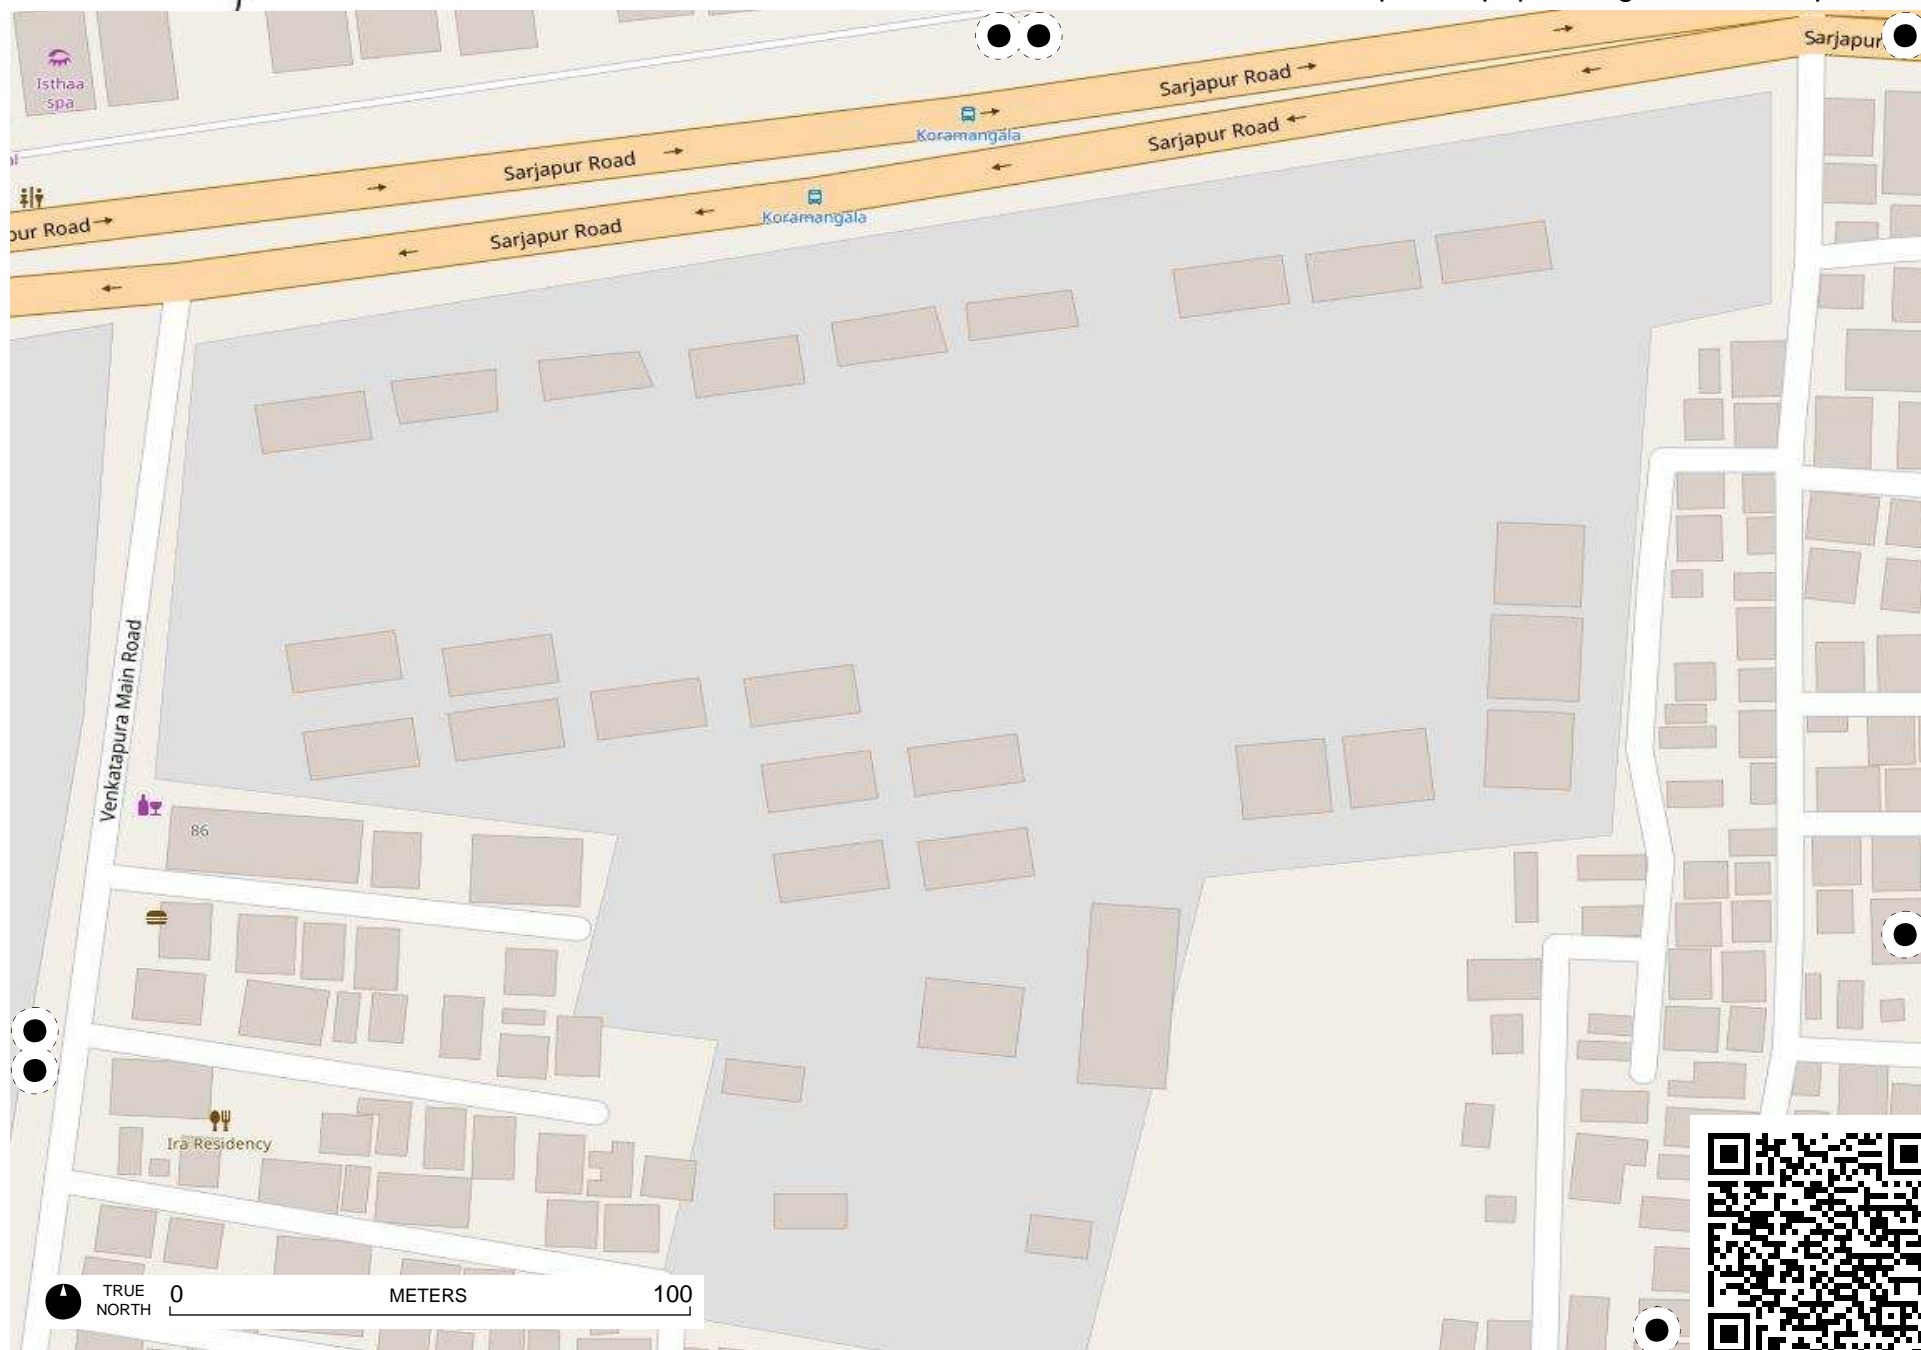 Isthaa
spa
Sarjapur
Sarjapur Road
Koramangala
Sarjapur Road
Sarjapur Road
Koramangala
Road
Sarjapur Road
Venkatapura Main Road
86
Ira Residency
TRUE
NORTH
0
METERS
100